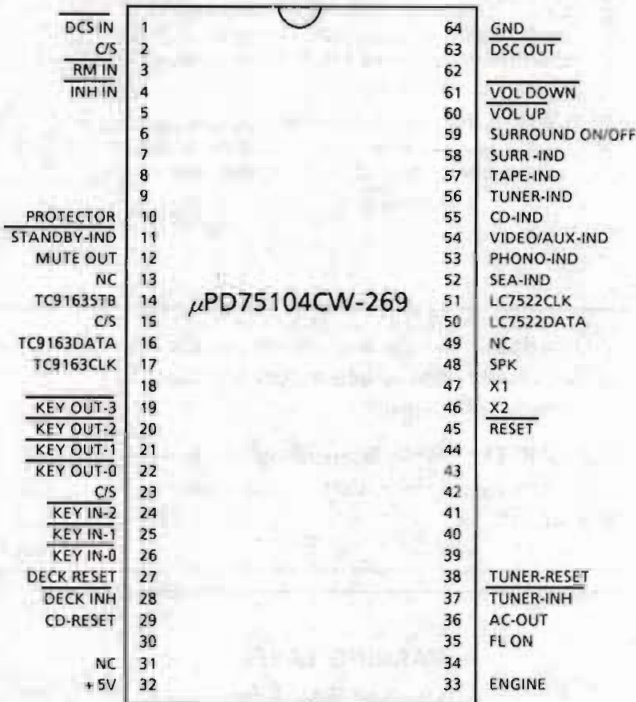 DCS IN 1 64 GND
C/S 2 63 DSC OUT
RM IN 3 62
INH IN 4 61 VOL DOWN
5 60 VOL UP
6 59 SURROUND ON/OFF
7 58 SURR -IND
8 57 TAPE-IND
9 56 TUNER-IND
PROTECTOR 10 55 CD-IND
STANDBY-IND 11 54 VIDEO/AUX-IND
MUTE OUT 12 53 PHONO-IND
NC 13 52 SEA-IND
TC9163STB 14 μPD75104CW-269 51 LC7522CLK
C/S 15 50 LC7522DATA
TC9163DATA 16 49 NC
TC9163CLK 17 48 SPK
18 47 X1
KEY OUT-3 19 46 X2
KEY OUT-2 20 45 RESET
KEY OUT-1 21 44
KEY OUT-0 22 43
C/S 23 42
KEY IN-2 24 41
KEY IN-1 25 40
KEY IN-0 26 39
DECK RESET 27 38 TUNER-RESET
DECK INH 28 37 TUNER-INH
CD-RESET 29 36 AC-OUT
30 35 FL ON
NC 31 34
+5V 32 33 ENGINE